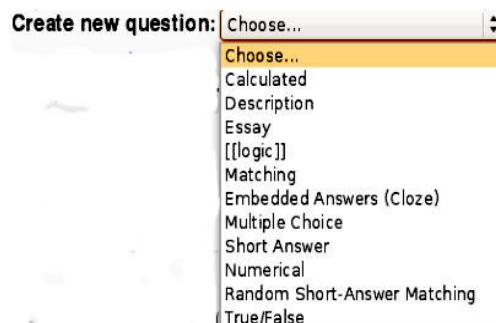 Create new question: Choose...
Choose...
Calculated
Description
Essay
[[logic]]
Matching
Embedded Answers (Cloze)
Multiple Choice
Short Answer
Numerical
Random Short-Answer Matching
True/False